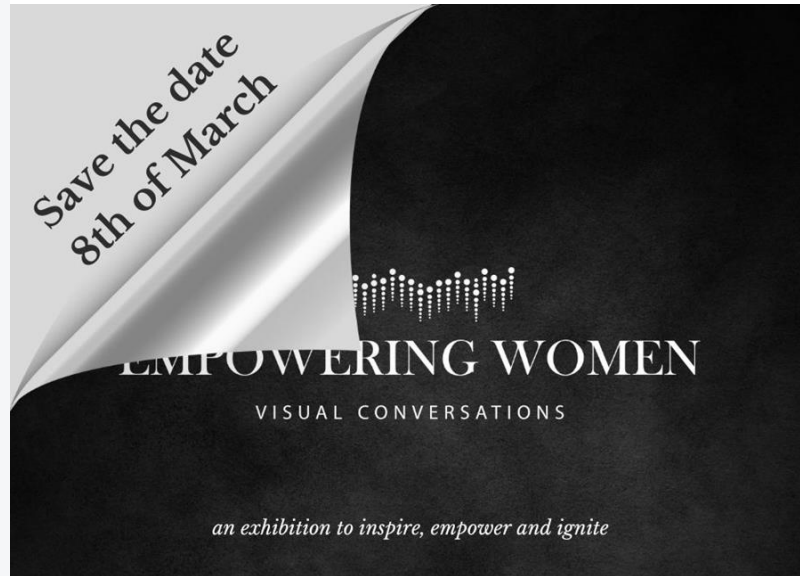 Save the date
8th of March
EMPOWERING WOMEN
VISUAL CONVERSATIONS
an exhibition to inspire, empower and ignite